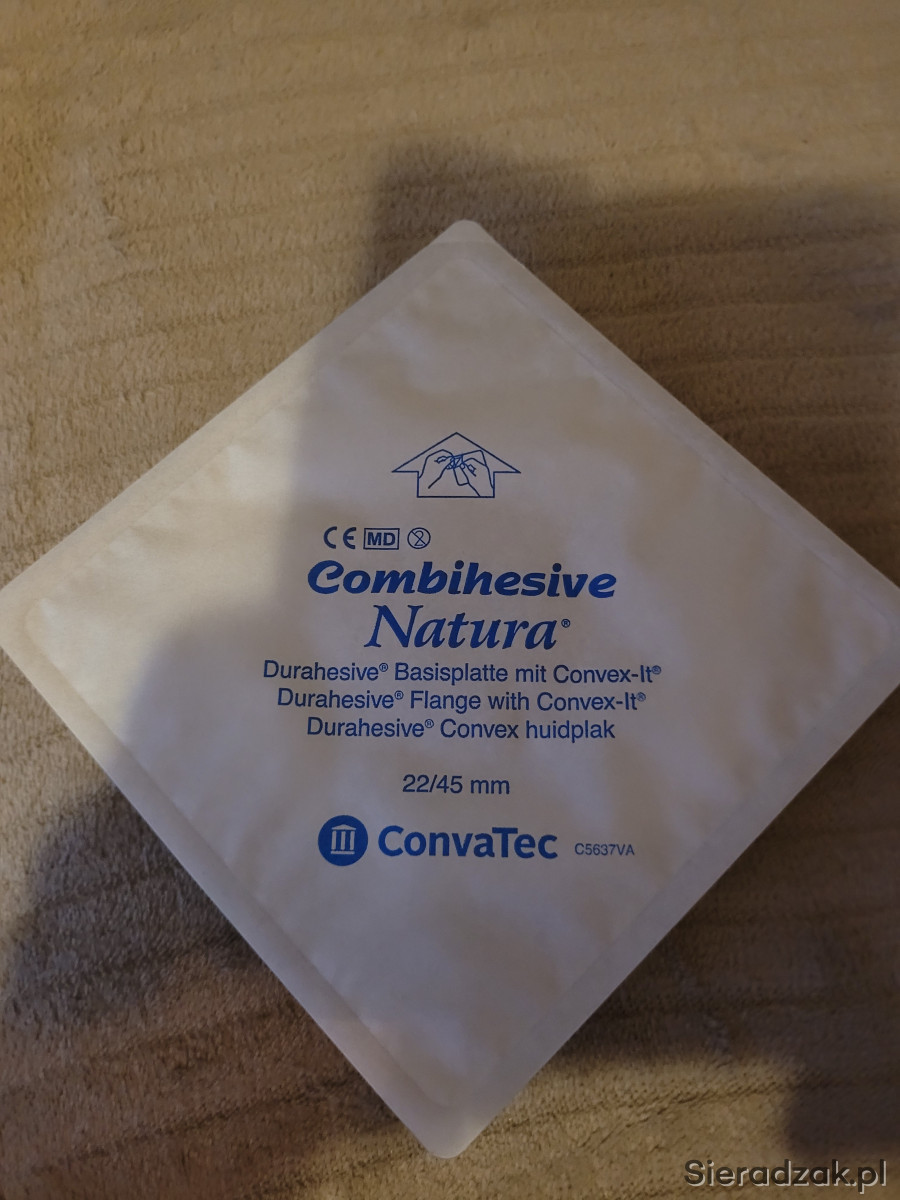 CE MD 2
Combihesive
Natura®
Durahesive® Basisplatte mit Convex-It®
Durahesive® Flange with Convex-It®
Durahesive® Convex huidplak
22/45 mm
ConvaTec C5637VA
Sieradzak.pl